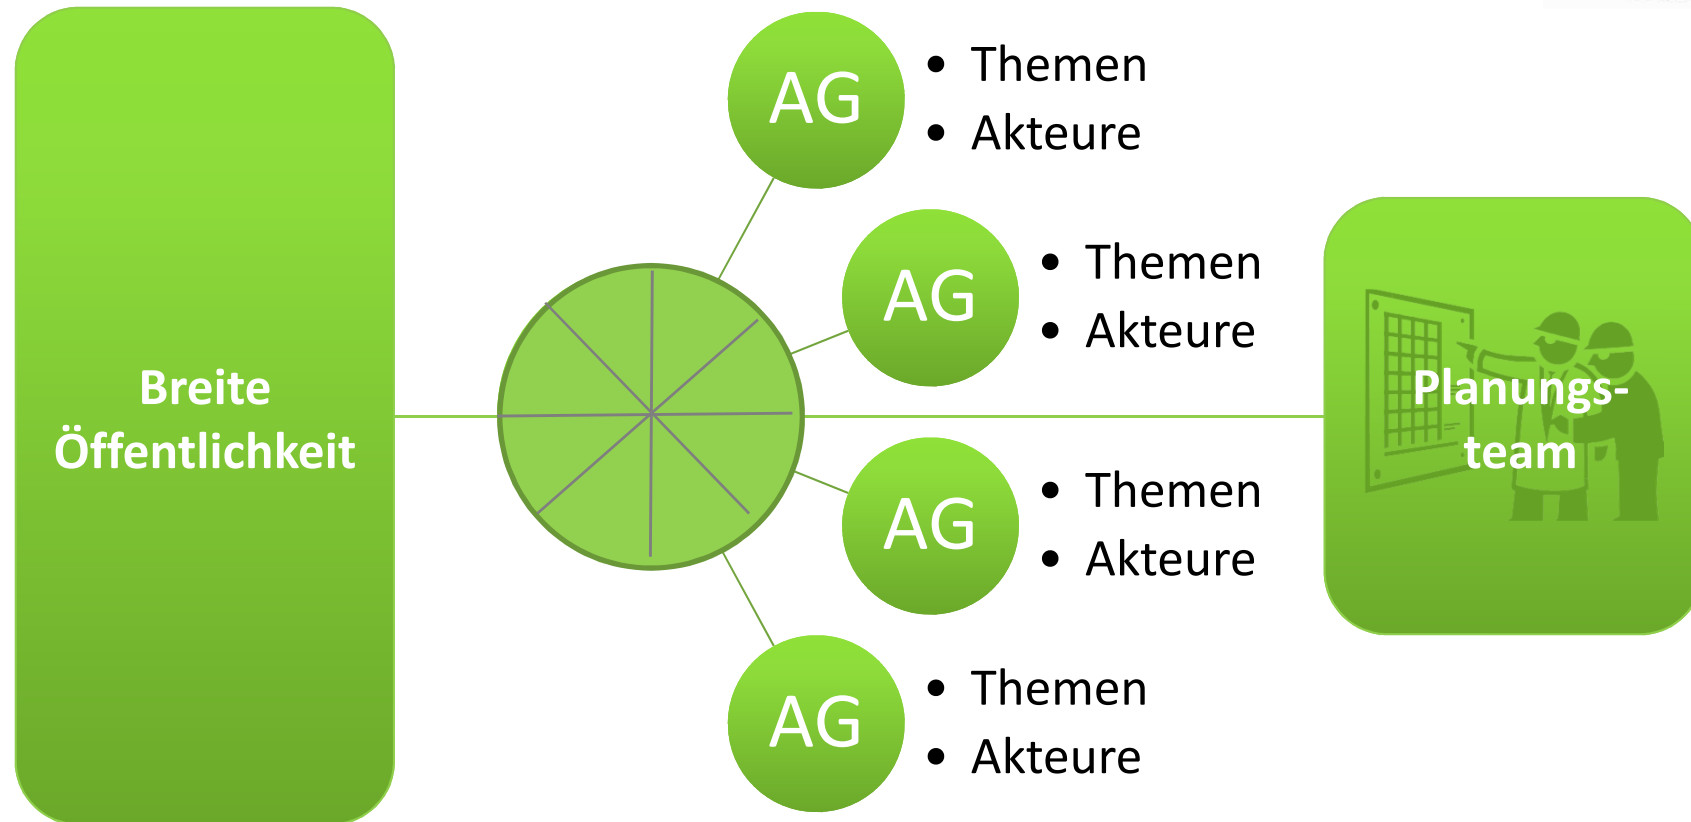 Breite
Öffentlichkeit
AG
• Themen
• Akteure
AG
• Themen
• Akteure
AG
• Themen
• Akteure
AG
• Themen
• Akteure
Planungs-
team